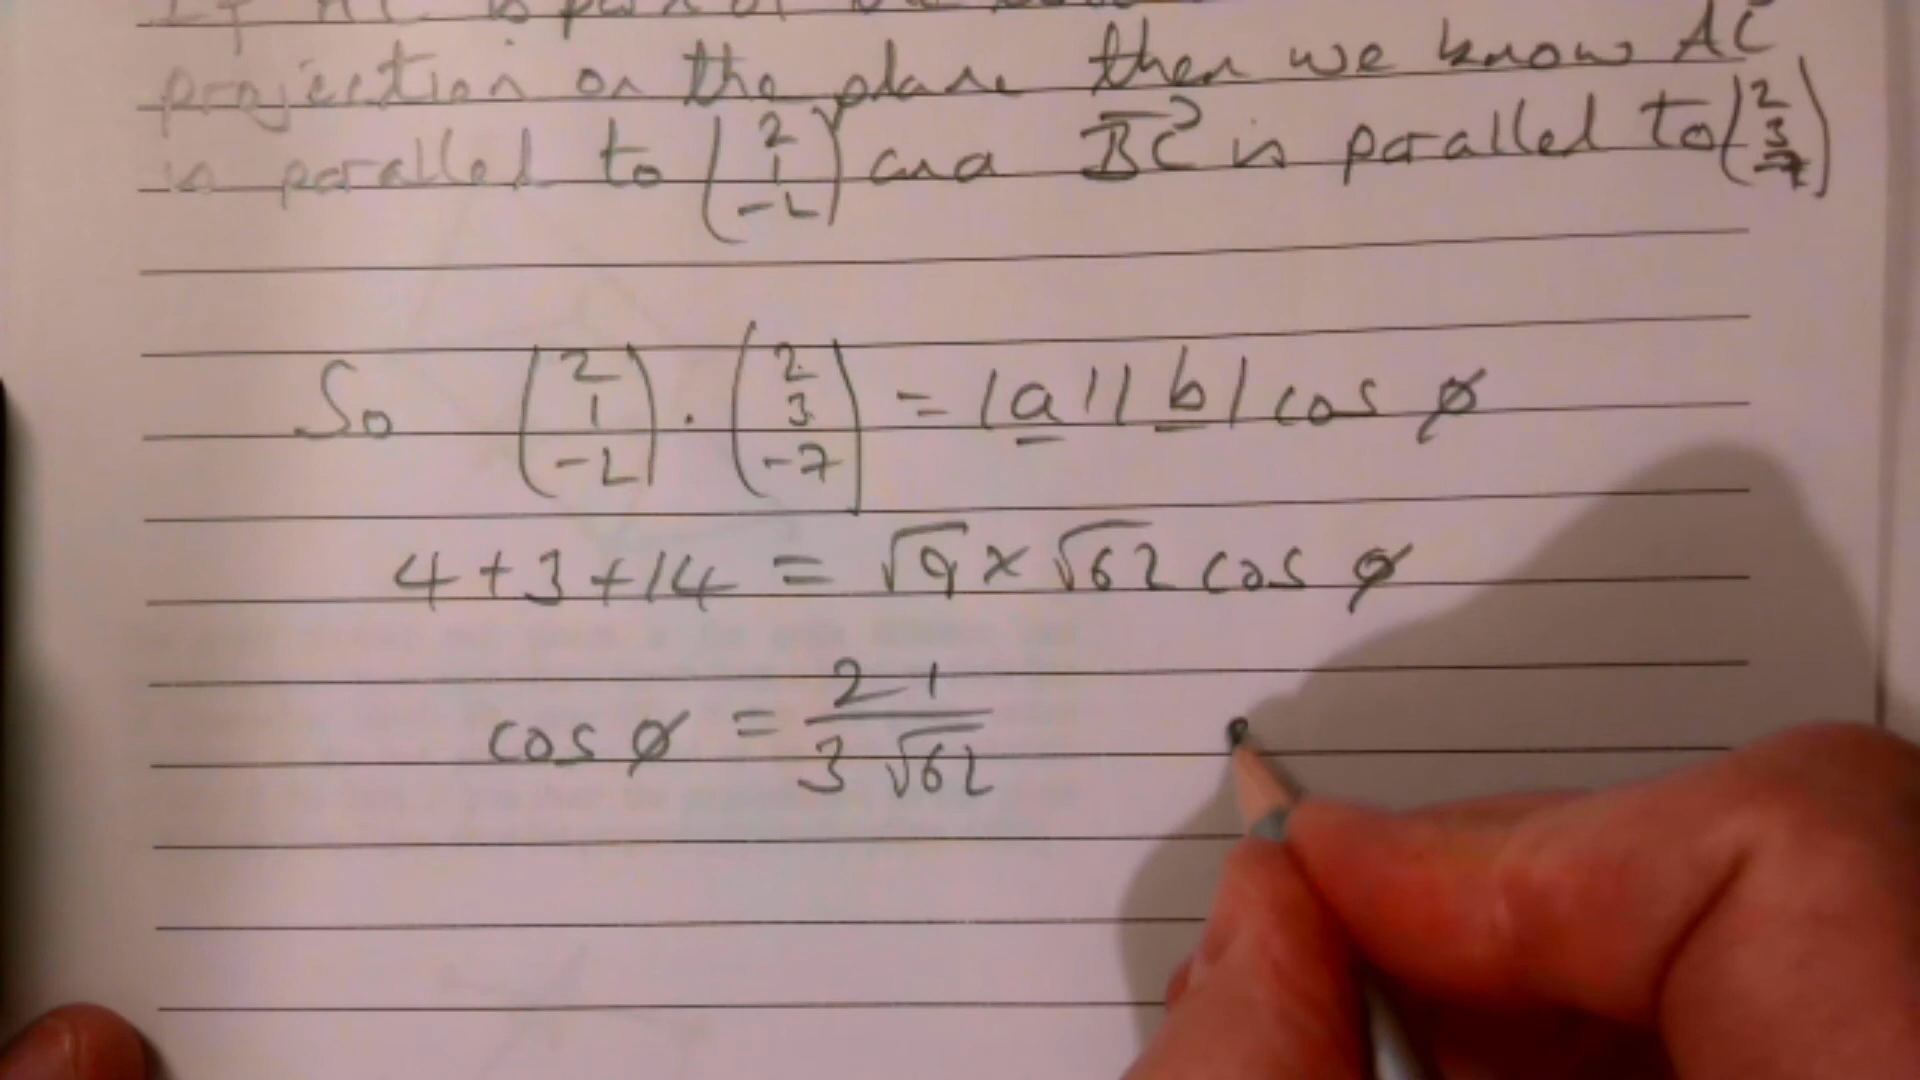 projection on the plane then we know AC
is parallel to (2 1 -2) and BC is parallel to (2 3 -7)
So (2 1 -2) . (2 3 -7) = |a||b| cos ø
4 + 3 + 14 = √9 × √62 cos ø
cos ø = 21 / 3√62